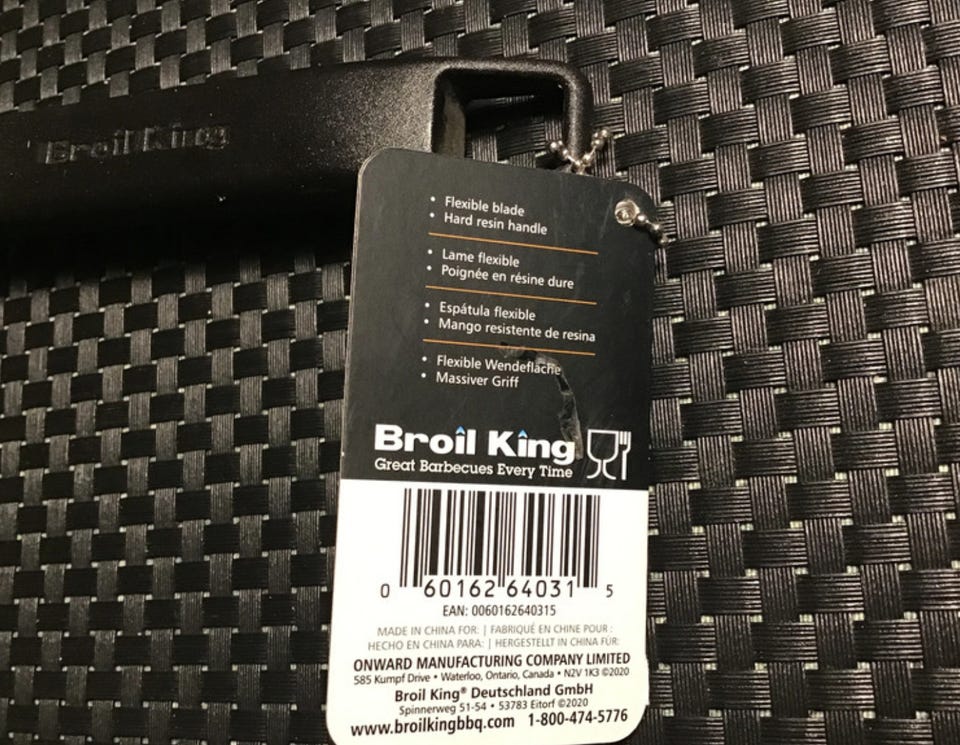 Broil King
• Flexible blade
• Hard resin handle
• Lame flexible
• Poignée en résine dure
• Espátula flexible
• Mango resistente de resina
• Flexible Wendefläche
• Massiver Griff
Broil King
Great Barbecues Every Time
0 60162 64031 5
EAN: 0060162640315
MADE IN CHINA FOR: | FABRIQUÉ EN CHINE POUR :
HECHO EN CHINA PARA: | HERGESTELLT IN CHINA FÜR:
ONWARD MANUFACTURING COMPANY LIMITED
585 Kumpf Drive • Waterloo, Ontario, Canada • N2V 1K3 ©2020
Broil King® Deutschland GmbH
Spinnerweg 51-54 • 53783 Eitorf ©2020
www.broilkingbbq.com 1-800-474-5776